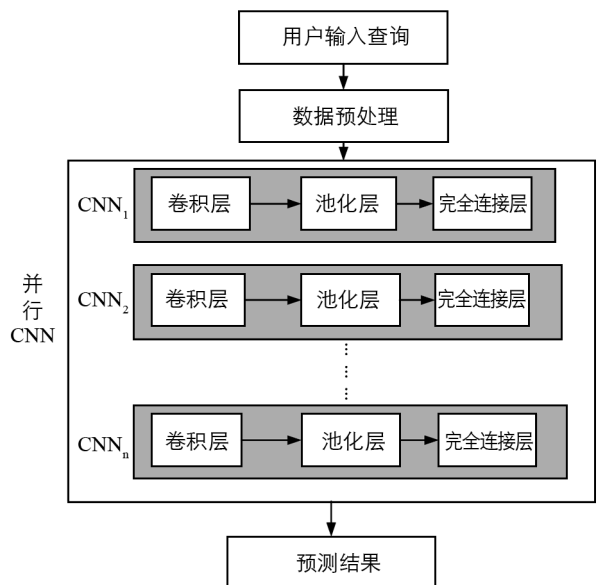 用户输入查询
数据预处理
CNN₁ 卷积层 池化层 完全连接层
并
行
CNN
CNN₂ 卷积层 池化层 完全连接层
CNNₙ 卷积层 池化层 完全连接层
预测结果